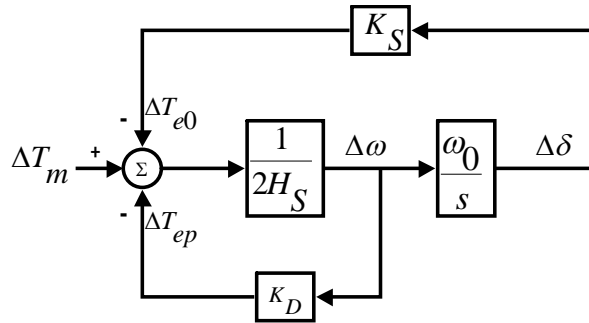 K_S
- ΔT_e0
ΔT_m + Σ 1/2H_S Δω ω_0/s Δδ
- ΔT_ep
K_D